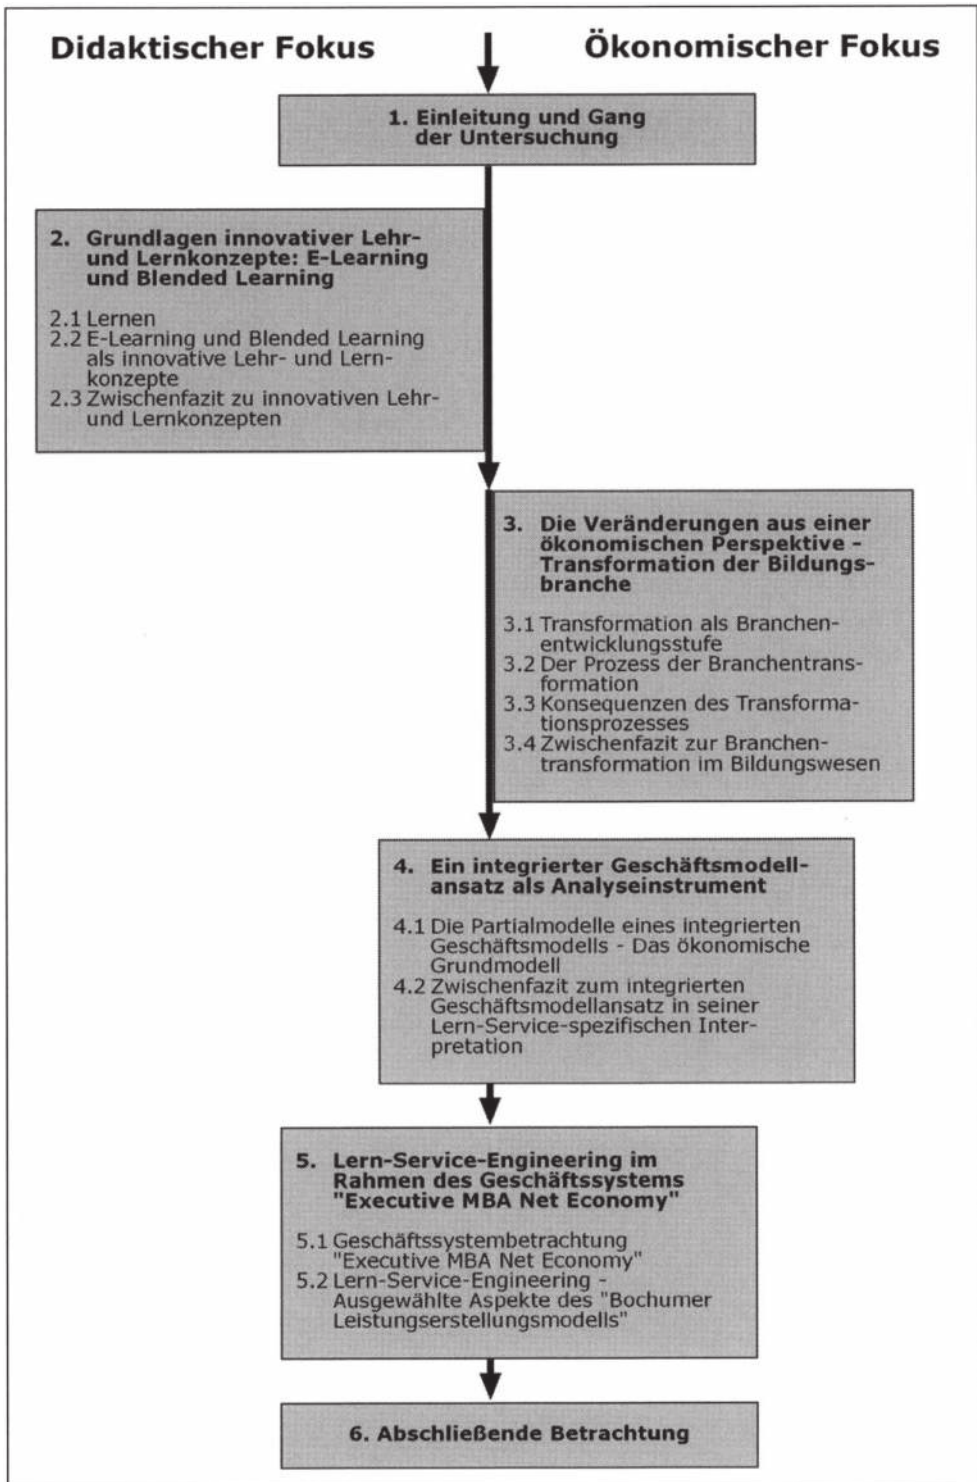 Didaktischer Fokus
Ökonomischer Fokus
1. Einleitung und Gang
der Untersuchung
2. Grundlagen innovativer Lehr-
und Lernkonzepte: E-Learning
und Blended Learning
2.1 Lernen
2.2 E-Learning und Blended Learning
als innovative Lehr- und Lern-
konzepte
2.3 Zwischenfazit zu innovativen Lehr-
und Lernkonzepten
3. Die Veränderungen aus einer
ökonomischen Perspektive -
Transformation der Bildungs-
branche
3.1 Transformation als Branchen-
entwicklungsstufe
3.2 Der Prozess der Branchentrans-
formation
3.3 Konsequenzen des Transforma-
tionsprozesses
3.4 Zwischenfazit zur Branchen-
transformation im Bildungswesen
4. Ein integrierter Geschäftsmodell-
ansatz als Analyseinstrument
4.1 Die Partialmodelle eines integrierten
Geschäftsmodells - Das ökonomische
Grundmodell
4.2 Zwischenfazit zum integrierten
Geschäftsmodellansatz in seiner
Lern-Service-spezifischen Inter-
pretation
5. Lern-Service-Engineering im
Rahmen des Geschäftssystems
"Executive MBA Net Economy"
5.1 Geschäftssystembetrachtung
"Executive MBA Net Economy"
5.2 Lern-Service-Engineering -
Ausgewählte Aspekte des "Bochumer
Leistungserstellungsmodells"
6. Abschließende Betrachtung